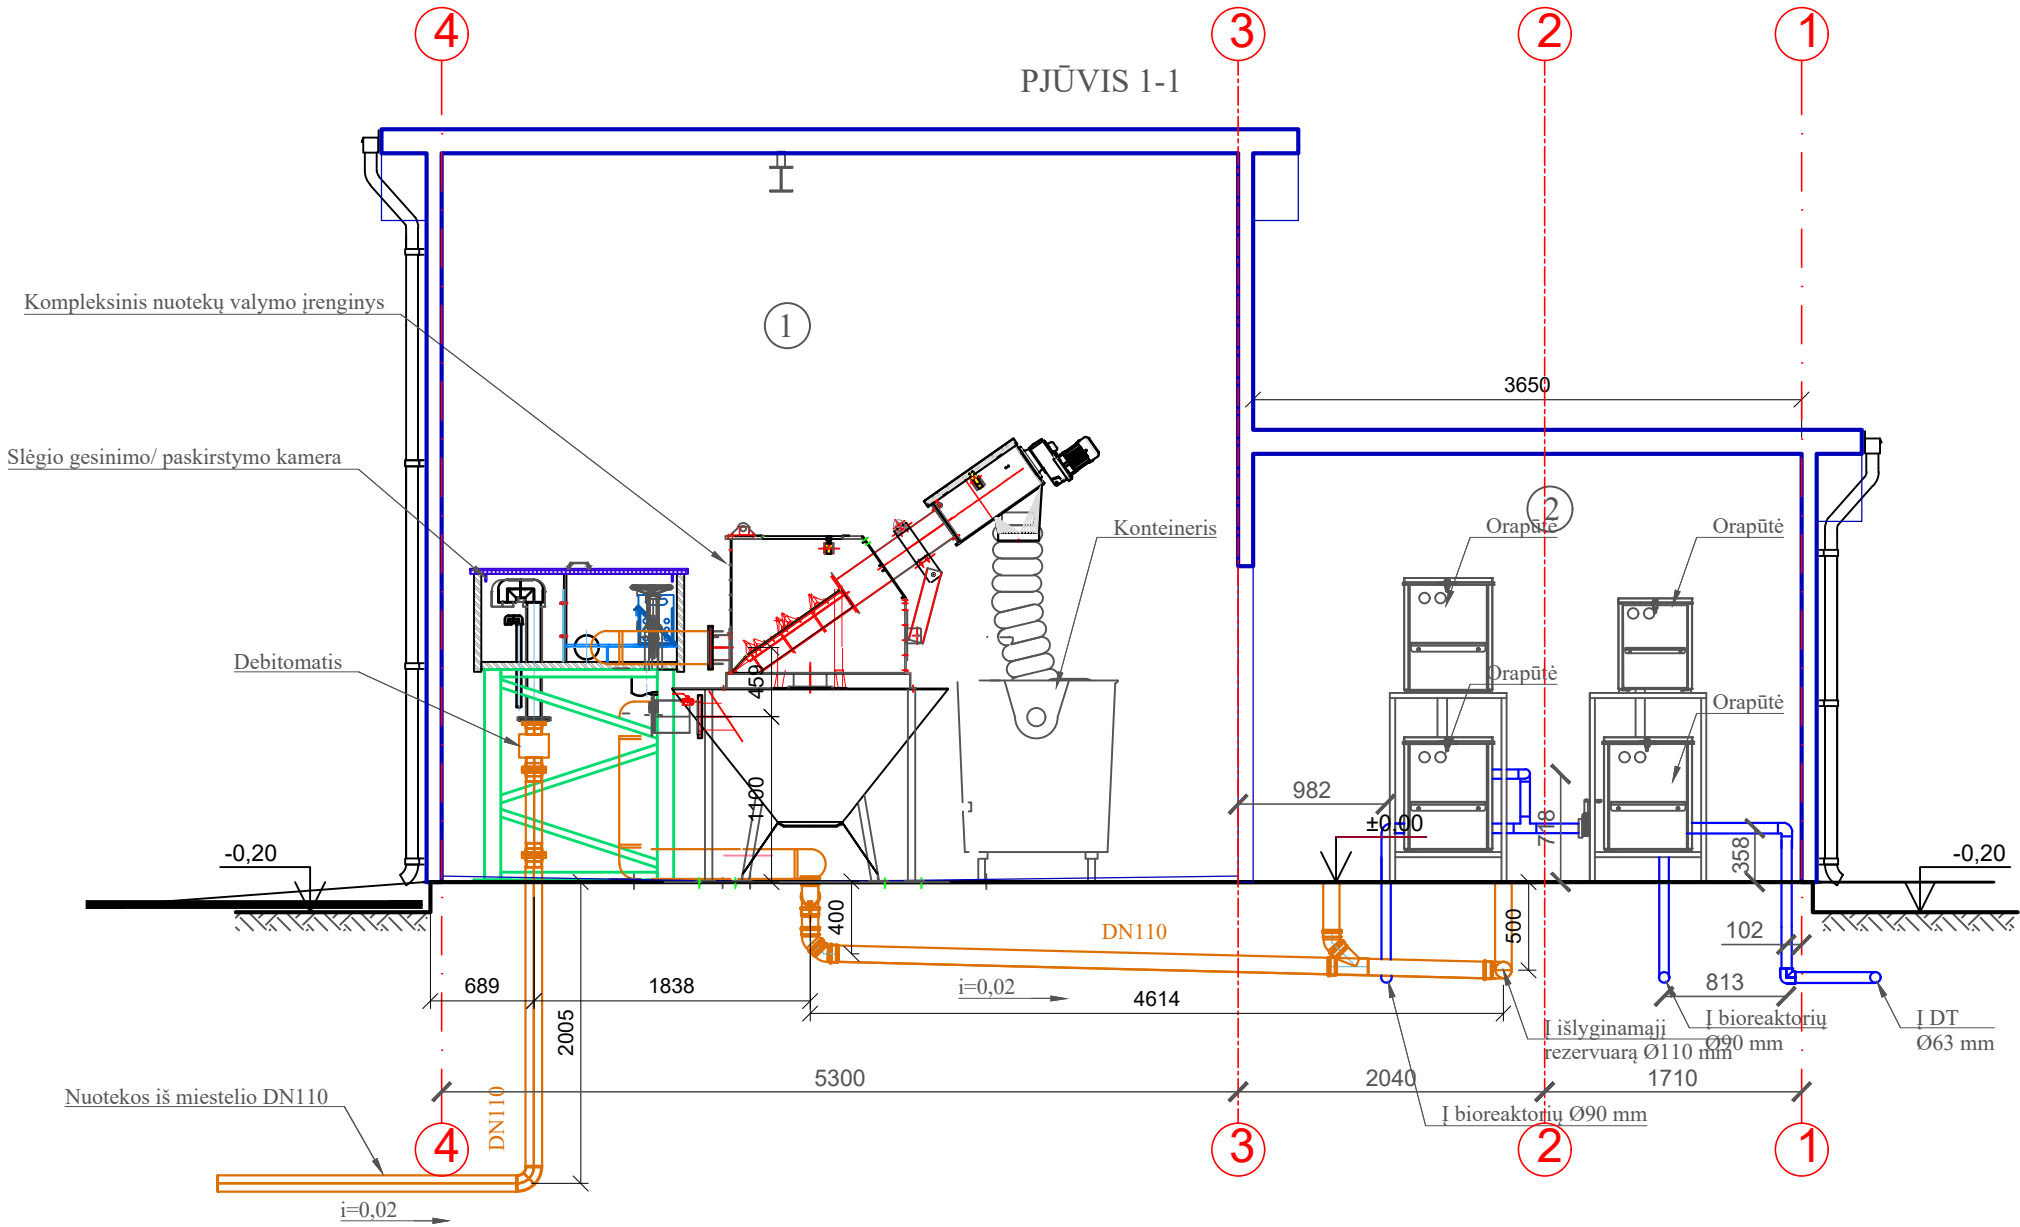 4
3
2
1
PJŪVIS 1-1
Kompleksinis nuotekų valymo įrenginys
1
3650
Slėgio gesinimo/ paskirstymo kamera
2
Konteineris
Orapūtė
Orapūtė
Debitomatis
459
Orapūtė
Orapūtė
1100
982
±0,00
718
358
-0,20
-0,20
400
DN110
500
102
689
1838
i=0,02
4614
813
2005
Į išlyginamąjį
rezervuarą Ø110 mm
Į bioreaktorių
Ø90 mm
Į DT
Ø63 mm
5300
2040
1710
Nuotekos iš miestelio DN110
DN110
Į bioreaktorių Ø90 mm
4
3
2
1
i=0,02